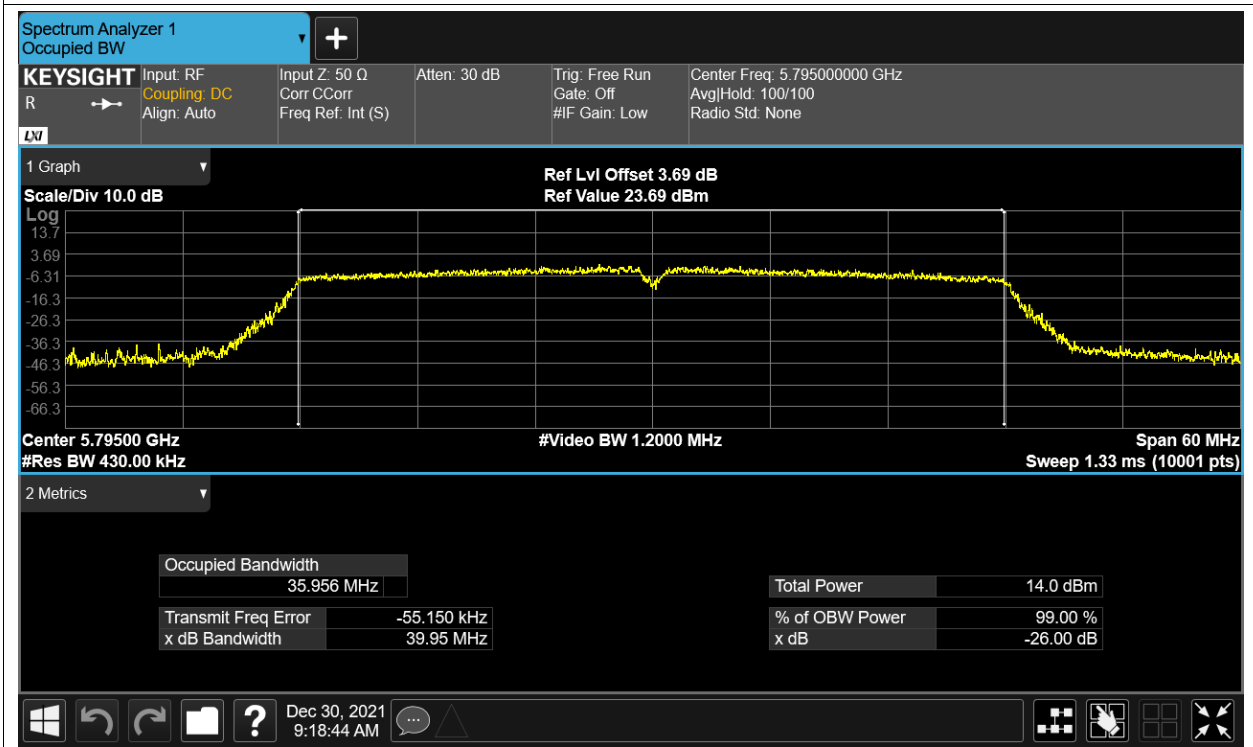 Spectrum Analyzer 1
Occupied BW
KEYSIGHT Input: RF Input Z: 50 Ω Atten: 30 dB Trig: Free Run Center Freq: 5.795000000 GHz
R Coupling: DC Corr CCorr Gate: Off Avg|Hold: 100/100
Align: Auto Freq Ref: Int (S) #IF Gain: Low Radio Std: None
LXI
1 Graph
Ref Lvl Offset 3.69 dB
Scale/Div 10.0 dB Ref Value 23.69 dBm
Log
13.7
3.69
-6.31
-16.3
-26.3
-36.3
-46.3
-56.3
-66.3
Center 5.79500 GHz #Video BW 1.2000 MHz Span 60 MHz
#Res BW 430.00 kHz Sweep 1.33 ms (10001 pts)
2 Metrics
Occupied Bandwidth
35.956 MHz Total Power 14.0 dBm
Transmit Freq Error -55.150 kHz % of OBW Power 99.00 %
x dB Bandwidth 39.95 MHz x dB -26.00 dB
? Dec 30, 2021
9:18:44 AM